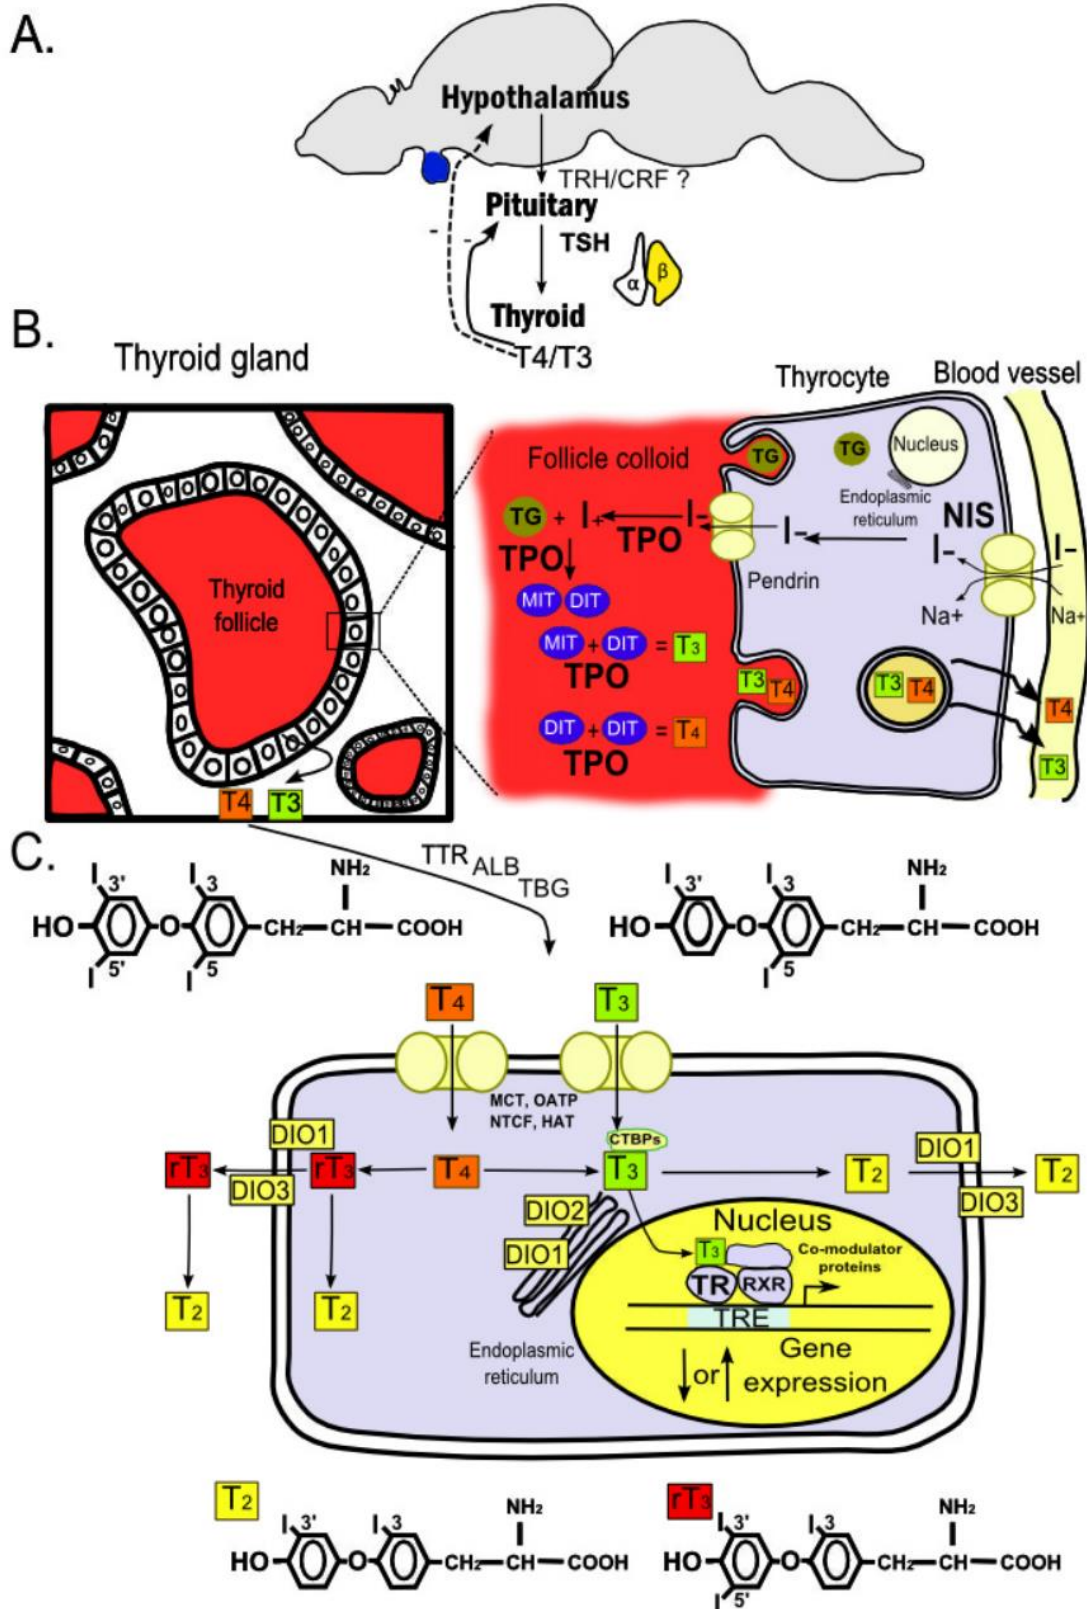 A.
Hypothalamus
TRH/CRF ?
Pituitary
-
-
TSH
α
β
Thyroid
T4/T3
B.
Thyroid gland
Thyroid
follicle
T4
T3
Thyrocyte
Blood vessel
Follicle colloid
TG
TG
Nucleus
Endoplasmic
reticulum
NIS
TG + I+
I-
I-
I-
I-
TPO
TPO
Pendrin
Na+
Na+
MIT DIT
MIT + DIT = T3
TPO
DIT + DIT = T4
TPO
T3 T4
T3 T4
T4
T3
C.
TTR
ALB
TBG
I 3' I 3 NH2
HO O CH2 CH COOH
I 5' I 5
I 3' I 3 NH2
HO O CH2 CH COOH
I 5
T4
T3
MCT, OATP
NTCF, HAT
CTBPs
DIO1
DIO3
rT3
rT3
T4
T3
T2
DIO1
DIO3
T2
T2
T2
DIO2
DIO1
Endoplasmic
reticulum
Nucleus
T3
Co-modulator
proteins
TR
RXR
TRE
Gene
or expression
T2
I 3' I 3 NH2
HO O CH2 CH COOH
rT3
I 3' I 3 NH2
HO O CH2 CH COOH
I 5'